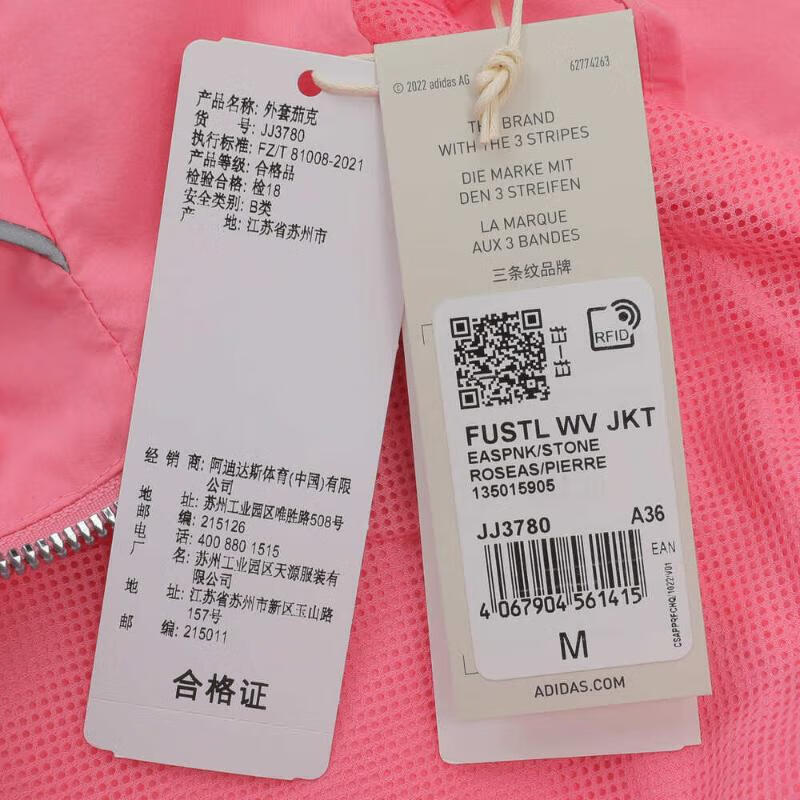 产品名称: 外套茄克
货 号: JJ3780
执行标准: FZ/T 81008-2021
产品等级: 合格品
检验合格: 检18
安全类别: B类
产 地: 江苏省苏州市
经 销 商: 阿迪达斯体育(中国)有限
公司
地 址: 苏州工业园区唯胜路508号
邮 编: 215126
电 话: 400 880 1515
厂 名: 苏州工业园区天源服装有
限公司
地 址: 江苏省苏州市新区玉山路
157号
邮 编: 215011
合格证
© 2022 adidas AG
62774263
THE BRAND
WITH THE 3 STRIPES
DIE MARKE MIT
DEN 3 STREIFEN
LA MARQUE
AUX 3 BANDES
三条纹品牌
RFID
扫一扫
FUSTL WV JKT
EASPNK/STONE
ROSEAS/PIERRE
135015905
JJ3780 A36
EAN
4 067904 561415
M
CSAPPRFCHQ/1022/V01
ADIDAS.COM